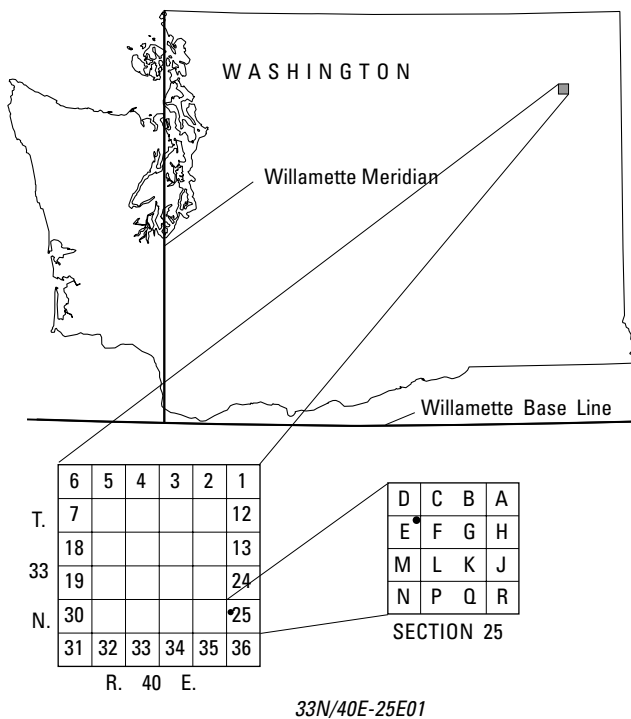 WASHINGTON
Willamette Meridian
Willamette Base Line
6 5 4 3 2 1
T. 7 12
18 13
33 19 24
N. 30 25
31 32 33 34 35 36
R. 40 E.
D C B A
E F G H
M L K J
N P Q R
SECTION 25
33N/40E-25E01